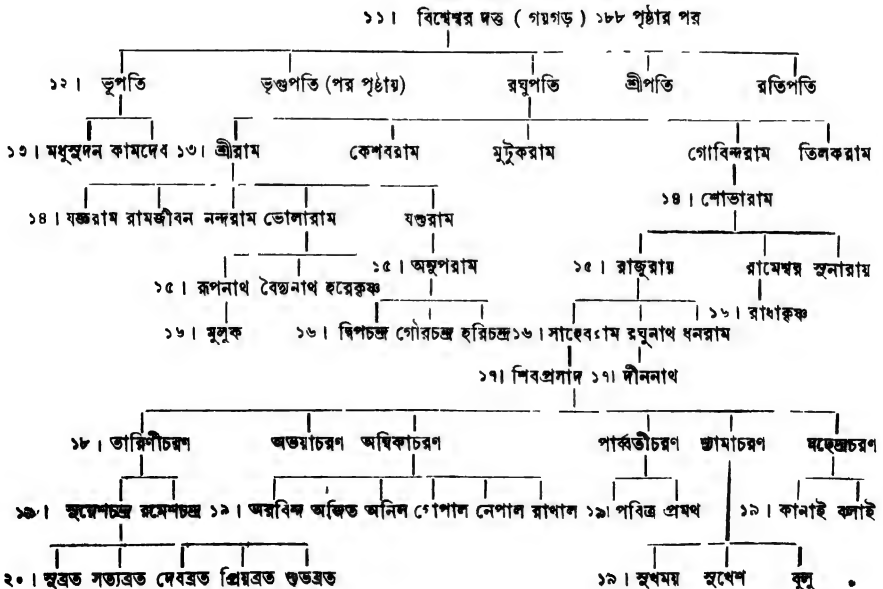 ১১। বিশ্বেশ্বর দত্ত ( গয়গড় ) ১৮৮ পৃষ্ঠার পর
১২। ভূপতি ভৃগুপতি (পর পৃষ্ঠায়) রঘুপতি শ্রীপতি রতিপতি
১৩। মধুসূদন কামদেব ১৩। শ্রীরাম কেশবরাম মুটুকরাম গোবিন্দরাম তিলকরাম
১৪। শোভারাম
১৪। যজ্ঞরাম রামজীবন নন্দরাম ভোলারাম যগুরাম
১৫। অনুপরাম ১৫। রাজুরায় রামেশ্বর সুনারায়
১৫। রূপনাথ বৈদ্যনাথ হরেকৃষ্ণ
১৬। রাধাকৃষ্ণ
১৬। মুলুক ১৬। দ্বিপচন্দ্র গৌরচন্দ্র হরিচন্দ্র ১৬। সাহেবরাম রঘুনাথ ধনরাম
১৭। শিবপ্রসাদ ১৭। দীননাথ
১৮। তারিণীচরণ অভয়াচরণ অম্বিকাচরণ পার্ব্বতীচরণ শ্যামাচরণ মহেন্দ্রচরণ
১৯। সুরেশচন্দ্র রমেশচন্দ্র ১৯। অরবিন্দ অজিত অনিল গোপাল নেপাল রাখাল ১৯। পবিত্র প্রমথ ১৯। কানাই বলাই
২০। সুব্রত সত্যব্রত দেবব্রত প্রিয়ব্রত শুভব্রত ১৯। সুখময় সুখেশ বুলু